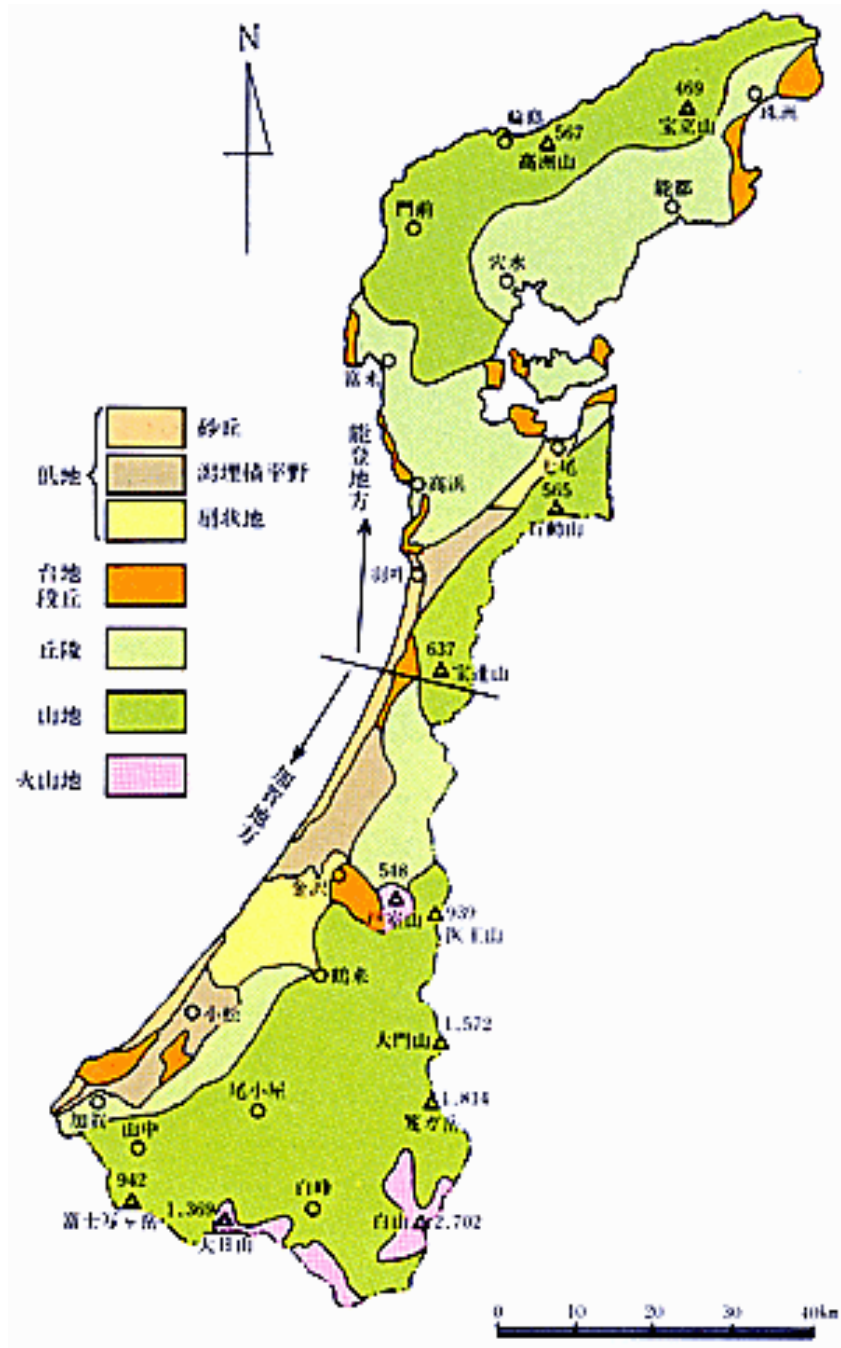 N
469
宝立山
珠洲
輪島
567
高洲山
能都
門前
穴水
富来
能登地方
七尾
565
石動山
高浜
羽咋
637
宝達山
低地
砂丘
潟埋積平野
扇状地
台地
段丘
丘陵
山地
火山地
加賀地方
金沢
548
戸室山
939
医王山
鶴来
小松
大門山
1.572
尾小屋
1.814
笈ガ岳
加賀
山中
942
富士写ヶ岳
1.369
大日山
白峰
白山
2.702
0 10 20 30 40km